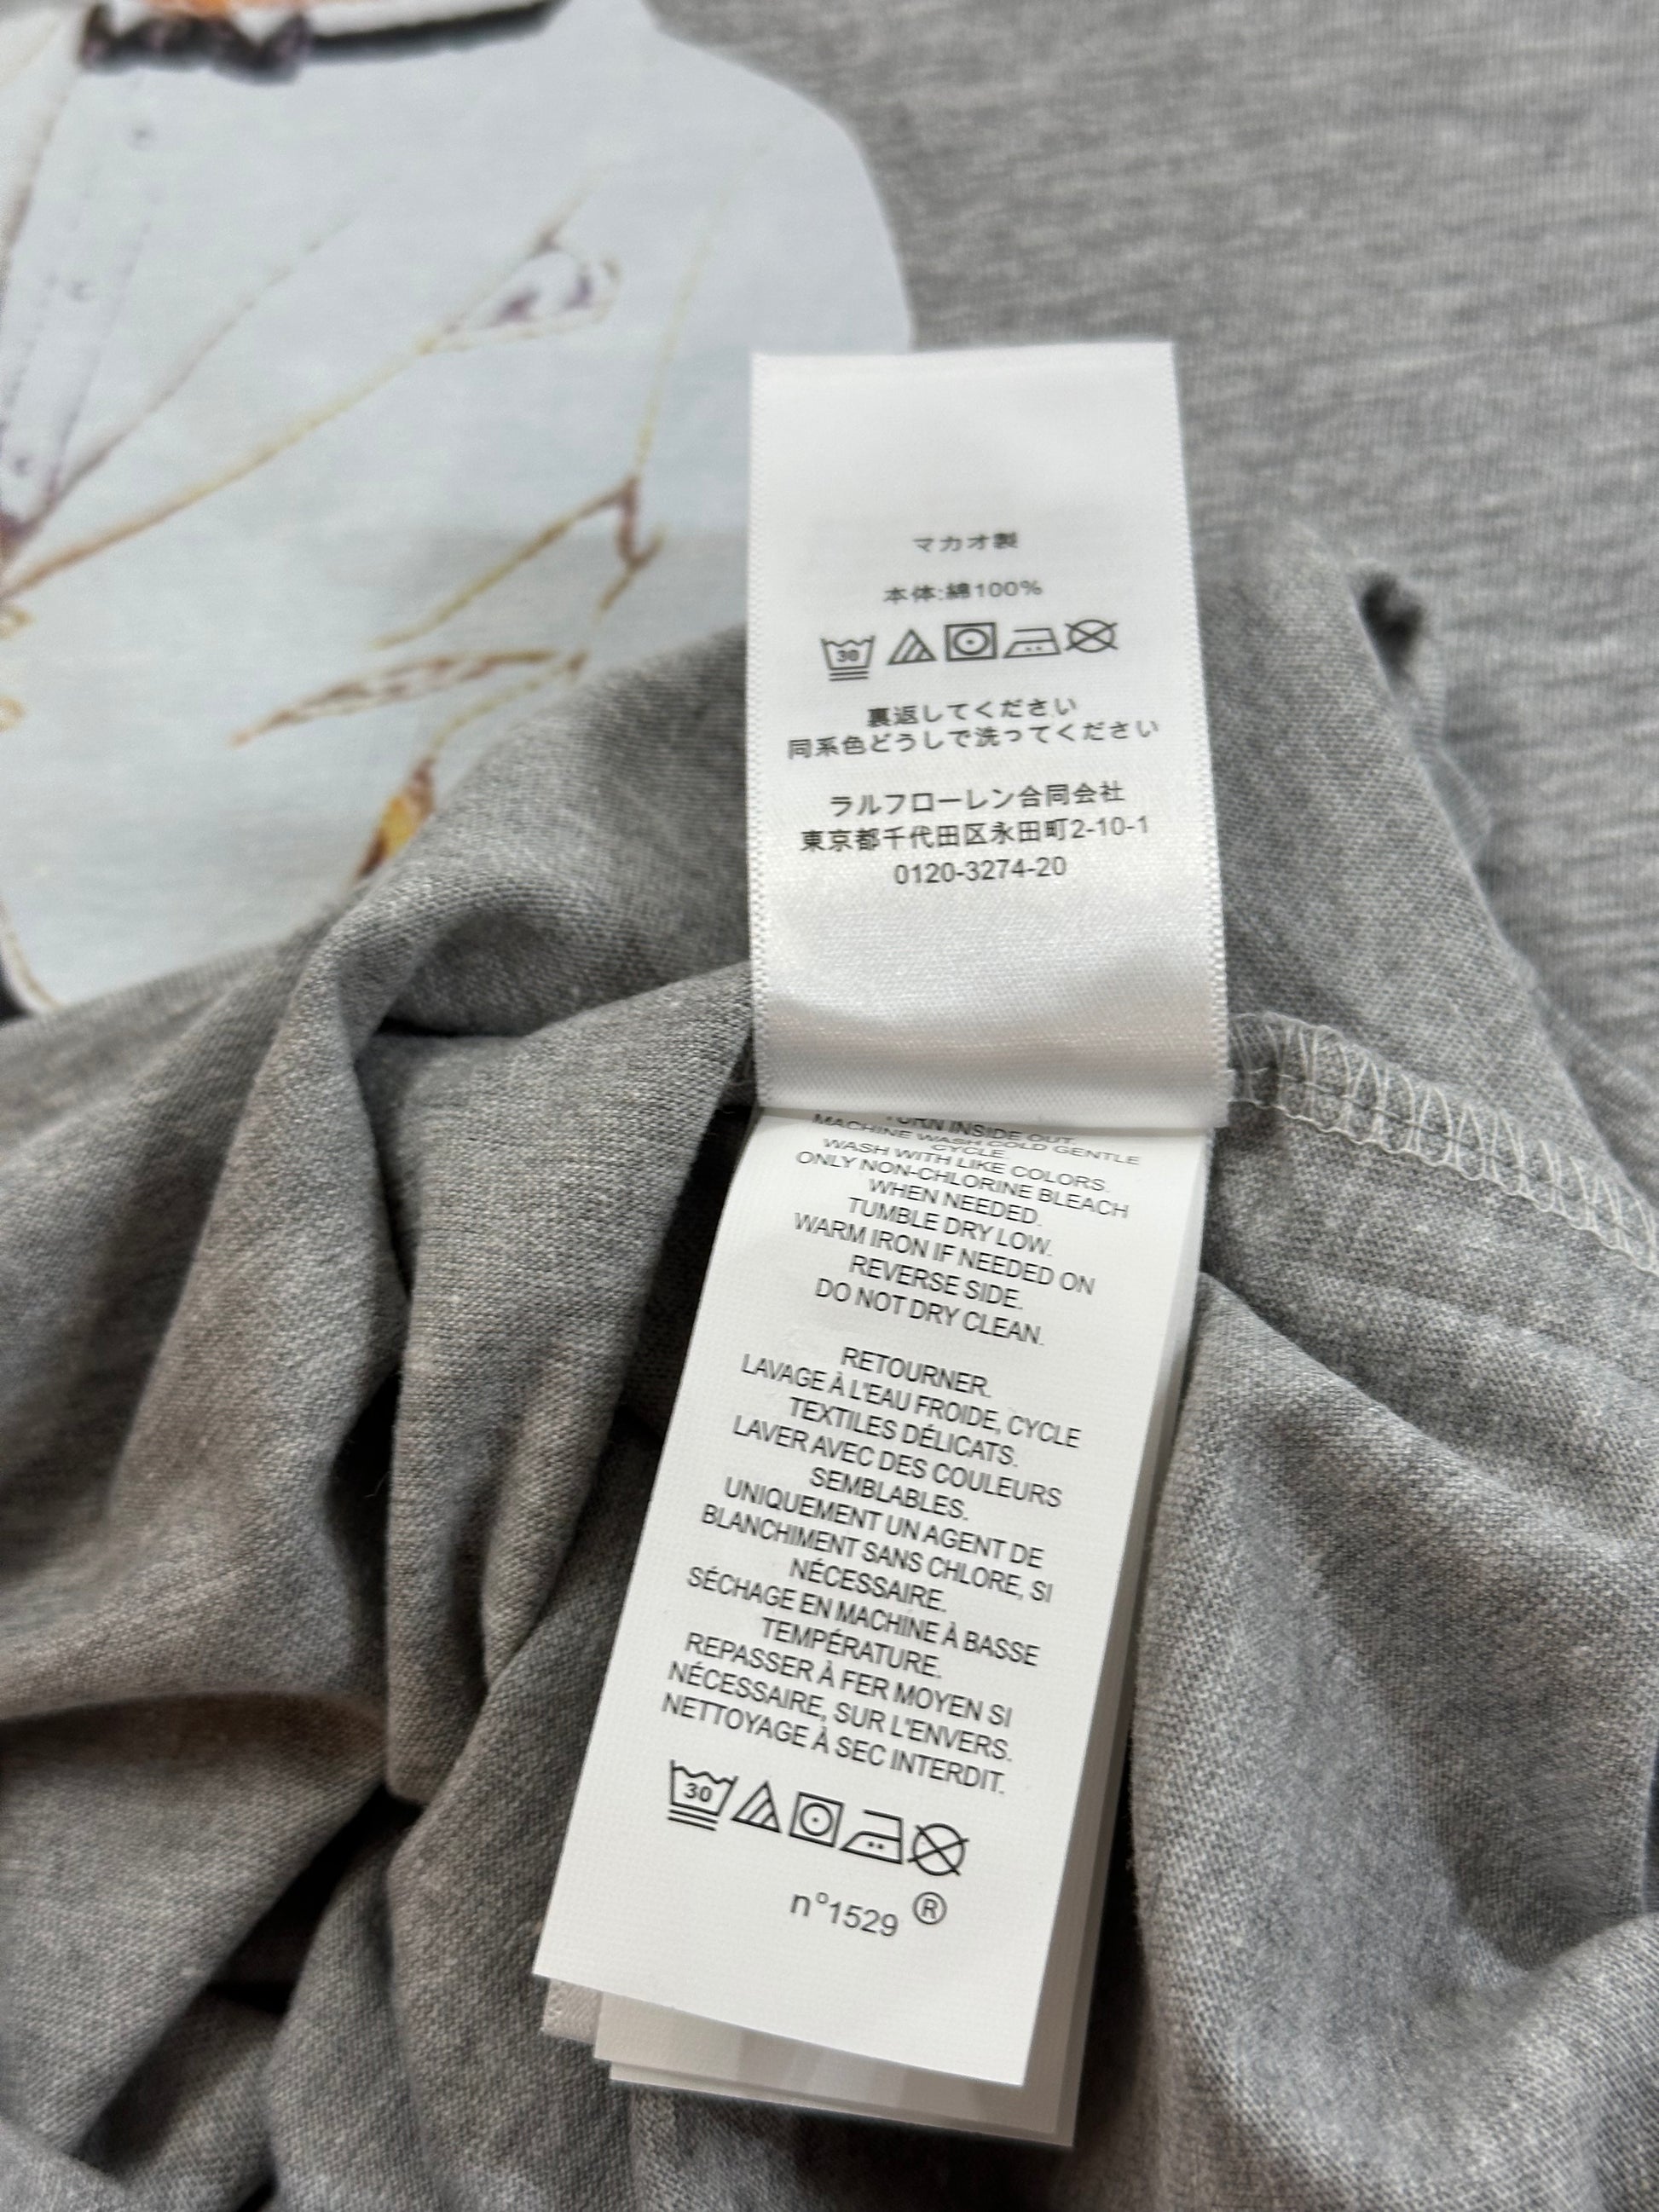 マカオ製
本体:綿100%
30
裏返してください
同系色どうしで洗ってください
ラルフローレン合同会社
東京都千代田区永田町2-10-1
0120-3274-20
TURN INSIDE OUT.
MACHINE WASH COLD GENTLE
CYCLE.
WASH WITH LIKE COLORS.
ONLY NON-CHLORINE BLEACH
WHEN NEEDED.
TUMBLE DRY LOW.
WARM IRON IF NEEDED ON
REVERSE SIDE.
DO NOT DRY CLEAN.
RETOURNER.
LAVAGE À L'EAU FROIDE, CYCLE
TEXTILES DÉLICATS.
LAVER AVEC DES COULEURS
SEMBLABLES.
UNIQUEMENT UN AGENT DE
BLANCHIMENT SANS CHLORE, SI
NÉCESSAIRE.
SÉCHAGE EN MACHINE À BASSE
TEMPÉRATURE.
REPASSER À FER MOYEN SI
NÉCESSAIRE, SUR L'ENVERS.
NETTOYAGE À SEC INTERDIT.
30
n°1529 ®